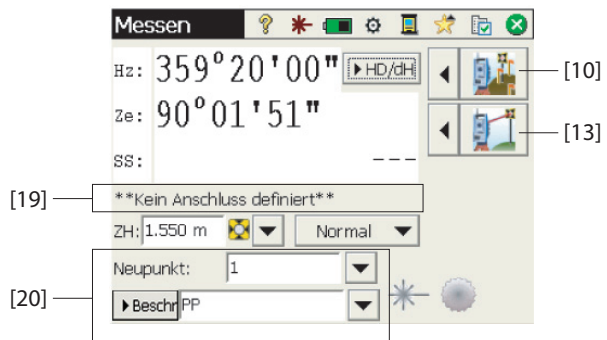 Messen
Hz: 359°20'00" HD/dH
[10]
Ze: 90°01'51"
[13]
SS: ---
[19]
**Kein Anschluss definiert**
ZH: 1.550 m Normal
Neupunkt: 1
[20]
Beschr PP